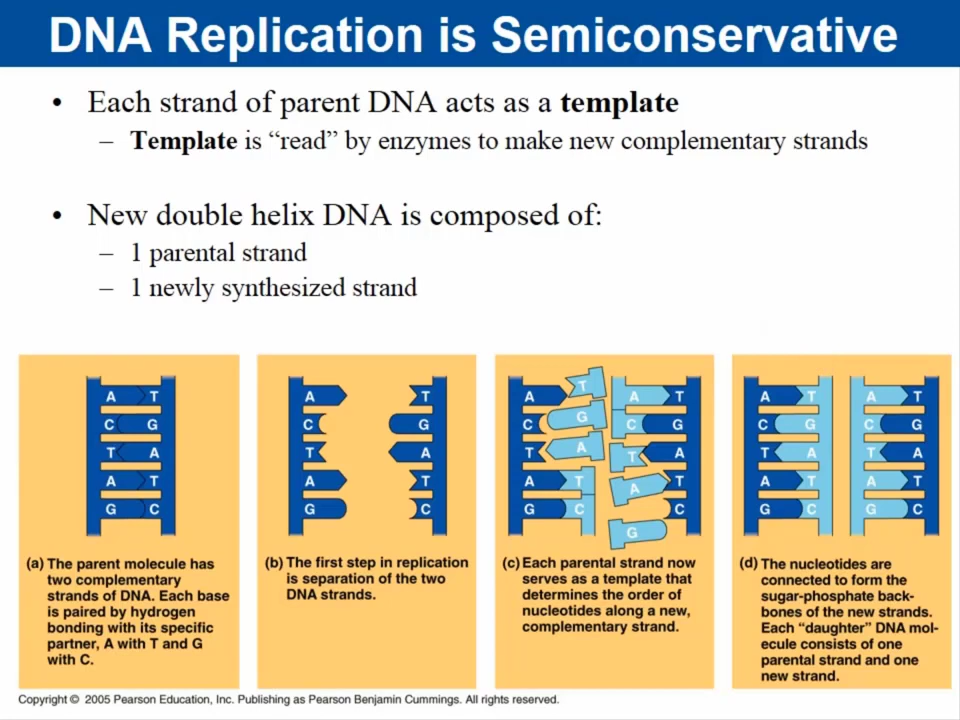 DNA Replication is Semiconservative
• Each strand of parent DNA acts as a template
– Template is “read” by enzymes to make new complementary strands
• New double helix DNA is composed of:
– 1 parental strand
– 1 newly synthesized strand
A T
C G
T A
A T
G C
A T
C G
T A
A T
G C
A T A T
C G C G
T A T A
A T A T
G C G C
A T A T
C G C G
T A T A
A T A T
G C G C
(a) The parent molecule has
two complementary
strands of DNA. Each base
is paired by hydrogen
bonding with its specific
partner, A with T and G
with C.
(b) The first step in replication
is separation of the two
DNA strands.
(c) Each parental strand now
serves as a template that
determines the order of
nucleotides along a new,
complementary strand.
(d) The nucleotides are
connected to form the
sugar-phosphate back-
bones of the new strands.
Each “daughter” DNA mol-
ecule consists of one
parental strand and one
new strand.
Copyright © 2005 Pearson Education, Inc. Publishing as Pearson Benjamin Cummings. All rights reserved.